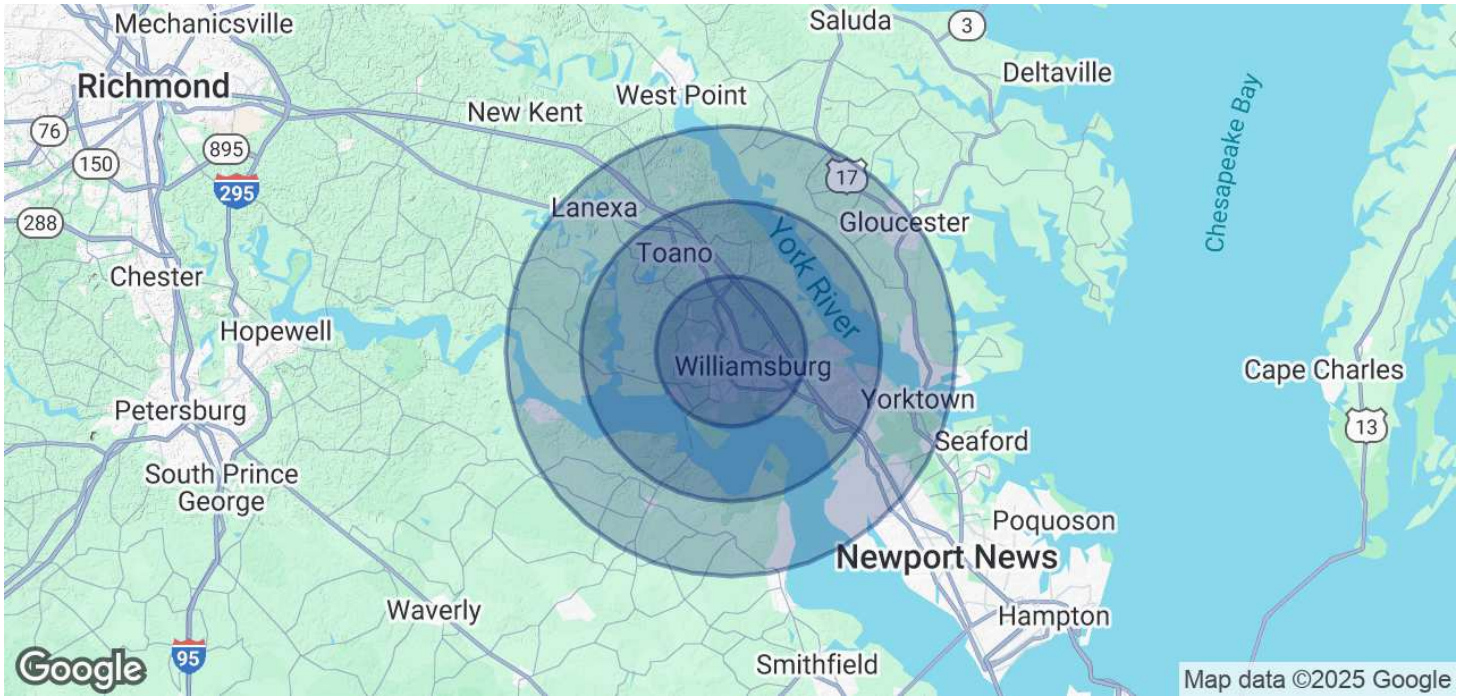 Mechanicsville
Saluda
3
Richmond
Deltaville
West Point
New Kent
76
150
895
17
295
288
Lanexa
Gloucester
Toano
York River
Chesapeake Bay
Chester
Hopewell
Williamsburg
Cape Charles
Yorktown
Petersburg
13
Seaford
South Prince
George
Poquoson
Newport News
Waverly
Hampton
95
Smithfield
Google
Map data ©2025 Google